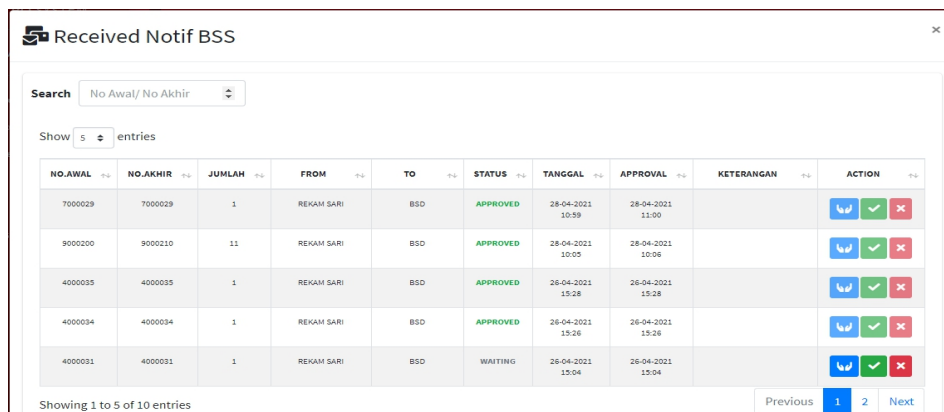 Received Notif BSS
×
Search No Awal/ No Akhir
Show 5 entries
NO.AWAL NO.AKHIR JUMLAH FROM TO STATUS TANGGAL APPROVAL KETERANGAN ACTION
7000029 7000029 1 REKAM SARI BSD APPROVED 28-04-2021 28-04-2021
10:59 11:00
9000200 9000210 11 REKAM SARI BSD APPROVED 28-04-2021 28-04-2021
10:05 10:06
4000035 4000035 1 REKAM SARI BSD APPROVED 26-04-2021 26-04-2021
15:28 15:28
4000034 4000034 1 REKAM SARI BSD APPROVED 26-04-2021 26-04-2021
15:26 15:26
4000031 4000031 1 REKAM SARI BSD WAITING 26-04-2021 26-04-2021
15:04 15:04
Showing 1 to 5 of 10 entries Previous 1 2 Next